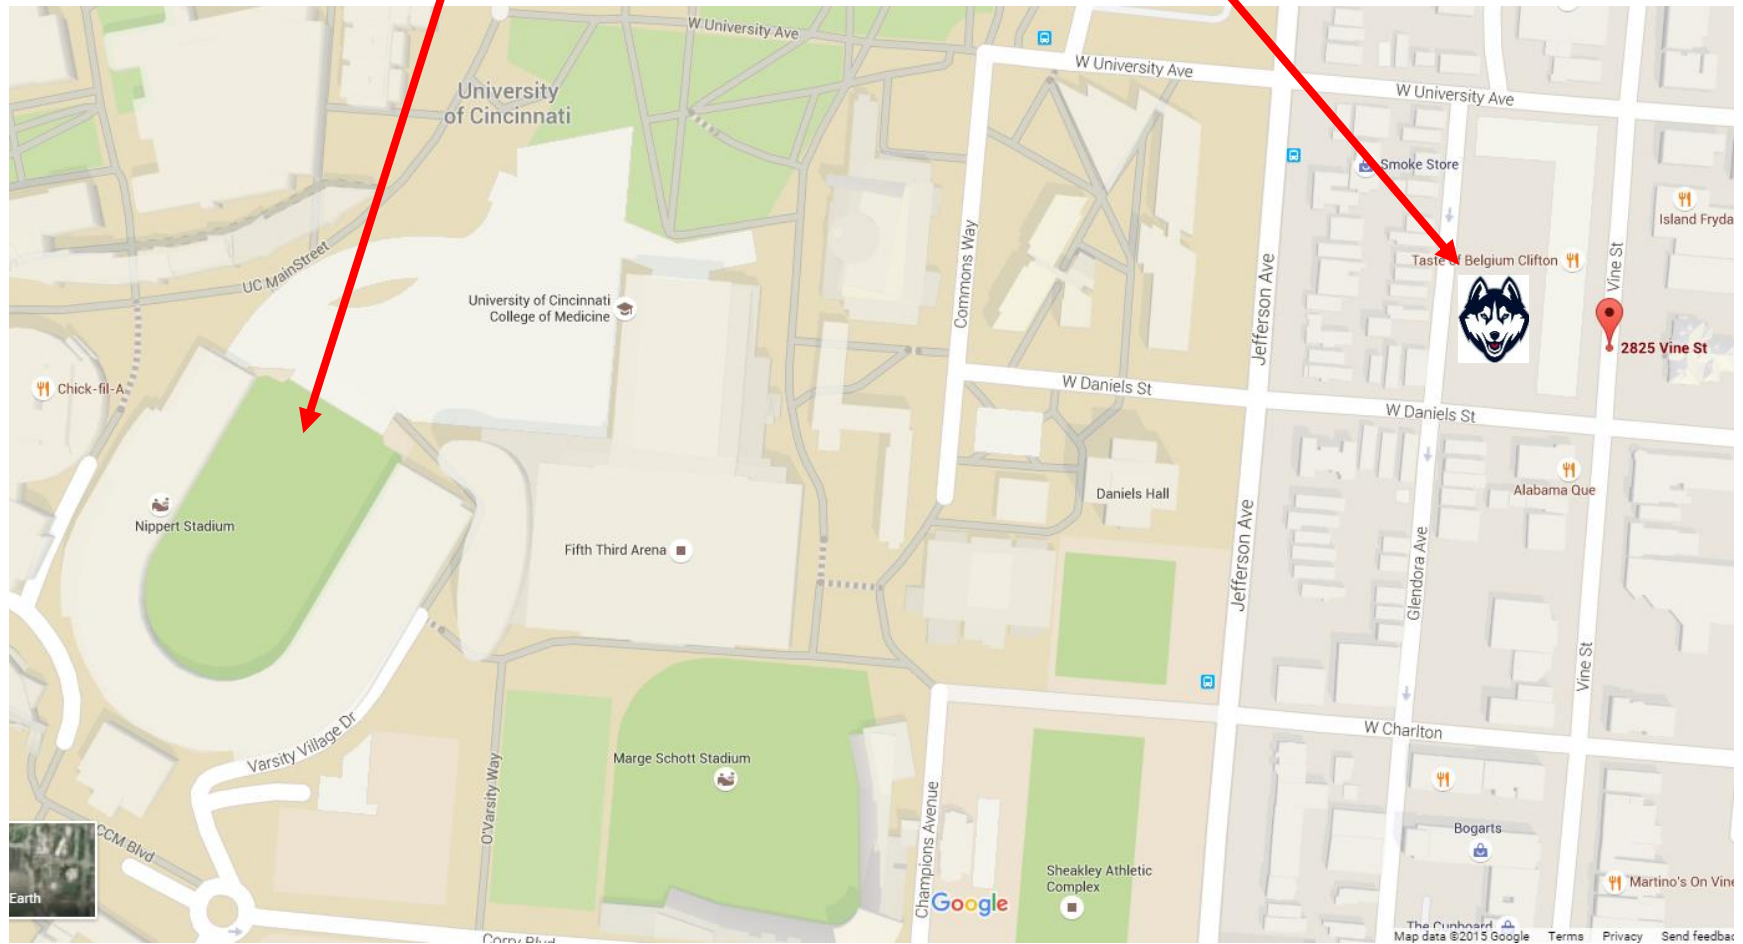 W University Ave
W University Ave
University
of Cincinnati
W University Ave
Smoke Store
Island Fryda
UC MainStreet
University of Cincinnati
College of Medicine
Commons Way
Jefferson Ave
Taste of Belgium Clifton
Vine St
2825 Vine St
Chick-fil-A
W Daniels St
W Daniels St
Nippert Stadium
Fifth Third Arena
Daniels Hall
Alabama Que
Jefferson Ave
Glendora Ave
Vine St
Varsity Village Dr
O'Varsity Way
Marge Schott Stadium
W Charlton
CCM Blvd
Earth
Champions Avenue
Sheakley Athletic
Complex
Bogarts
Martino's On Vine
Google
The Cupboard
Corry Blvd
Map data ©2015 Google Terms Privacy Send feedbac